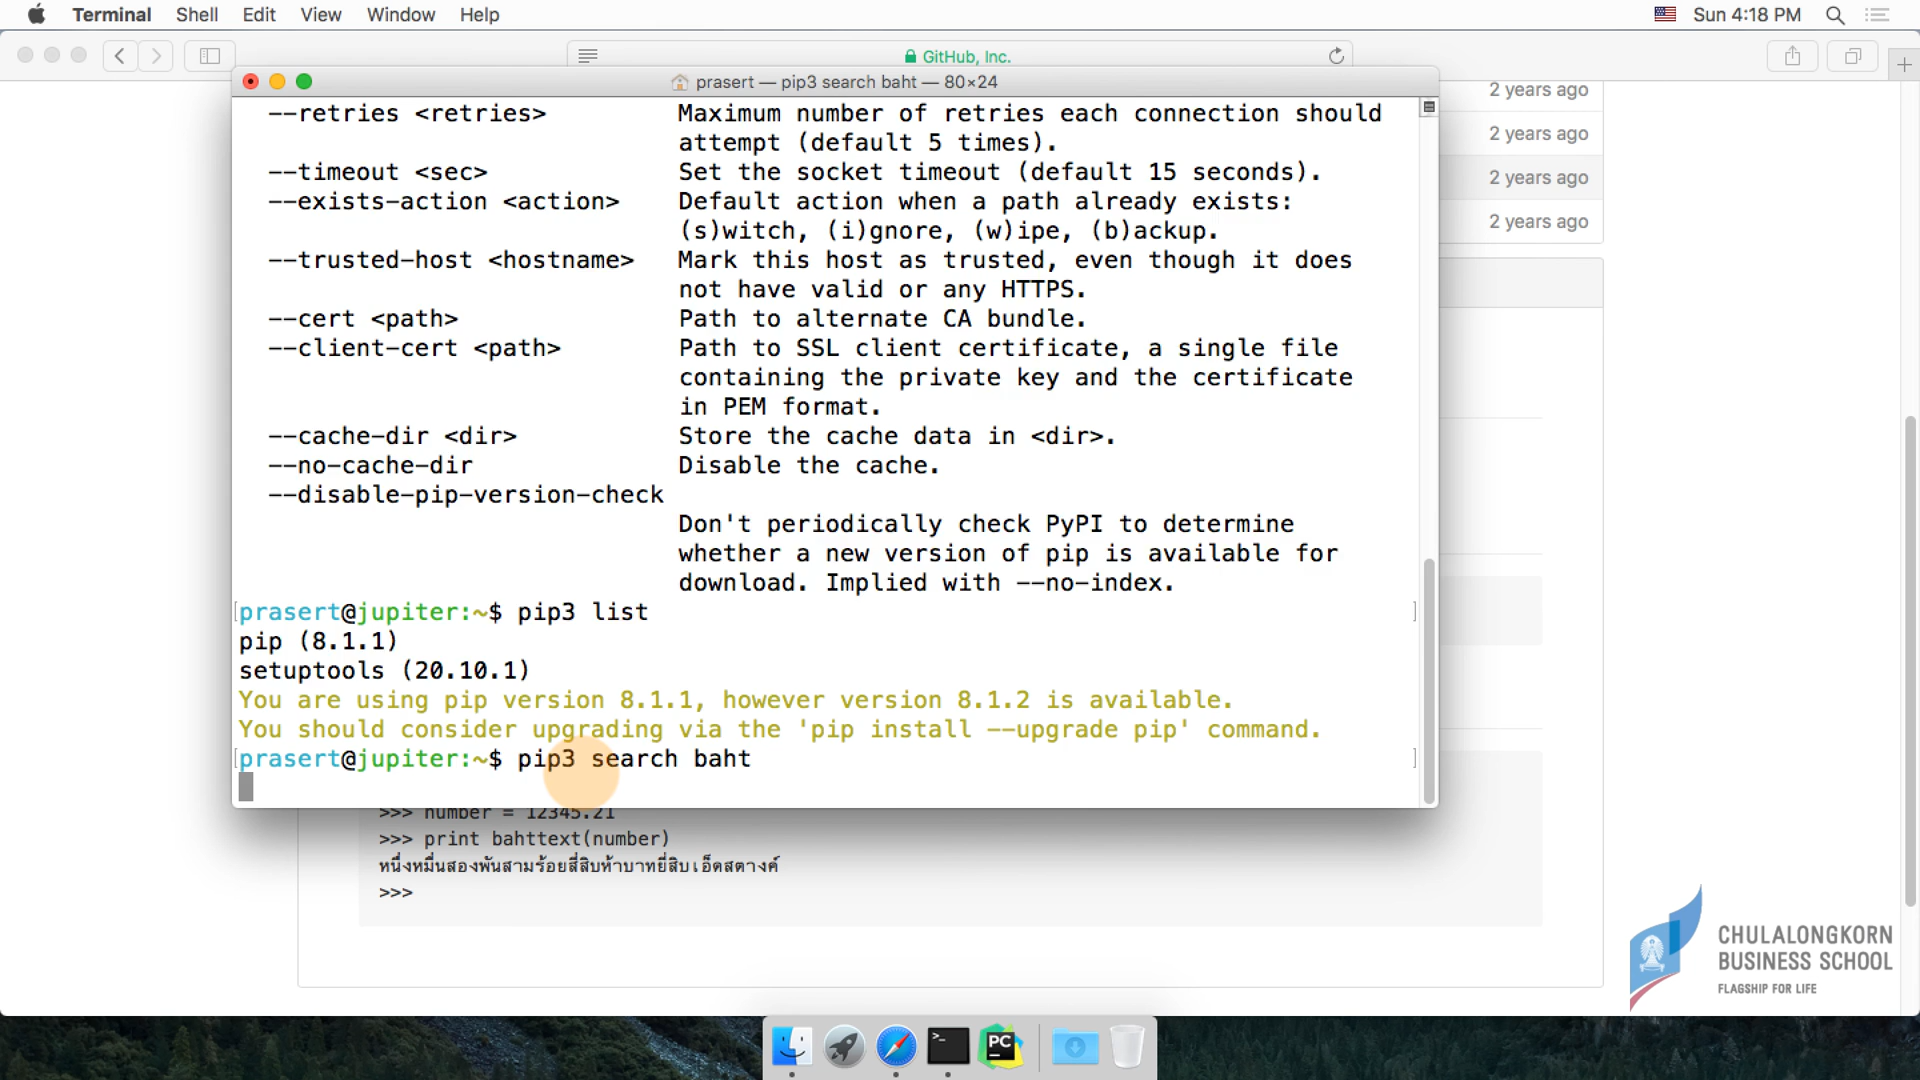 Terminal Shell Edit View Window Help Sun 4:18 PM
GitHub, Inc.
prasert — pip3 search baht — 80×24
2 years ago
2 years ago
2 years ago
2 years ago
--retries <retries> Maximum number of retries each connection should
attempt (default 5 times).
--timeout <sec> Set the socket timeout (default 15 seconds).
--exists-action <action> Default action when a path already exists:
(s)witch, (i)gnore, (w)ipe, (b)ackup.
--trusted-host <hostname> Mark this host as trusted, even though it does
not have valid or any HTTPS.
--cert <path> Path to alternate CA bundle.
--client-cert <path> Path to SSL client certificate, a single file
containing the private key and the certificate
in PEM format.
--cache-dir <dir> Store the cache data in <dir>.
--no-cache-dir Disable the cache.
--disable-pip-version-check
Don't periodically check PyPI to determine
whether a new version of pip is available for
download. Implied with --no-index.
[prasert@jupiter:~$ pip3 list ]
pip (8.1.1)
setuptools (20.10.1)
You are using pip version 8.1.1, however version 8.1.2 is available.
You should consider upgrading via the 'pip install --upgrade pip' command.
[prasert@jupiter:~$ pip3 search baht ]
>>> number = 12345.21
>>> print bahttext(number)
หนึ่งหมื่นสองพันสามร้อยสี่สิบห้าบาทยี่สิบเอ็ดสตางค์
>>>
CHULALONGKORN
BUSINESS SCHOOL
FLAGSHIP FOR LIFE
PC